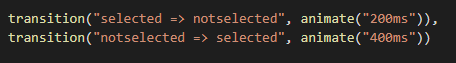 transition("selected => notselected", animate("200ms")),
transition("notselected => selected", animate("400ms"))